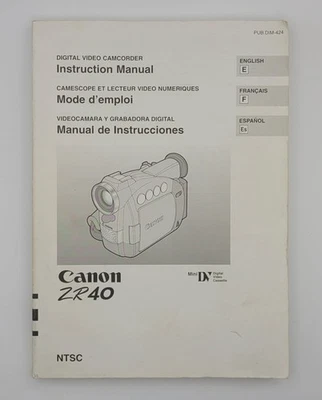 PUB.DIM-424
DIGITAL VIDEO CAMCORDER
Instruction Manual
ENGLISH
E
CAMESCOPE ET LECTEUR VIDEO NUMERIQUES
Mode d'emploi
FRANÇAIS
F
VIDEOCAMARA Y GRABADORA DIGITAL
Manual de Instrucciones
ESPAÑOL
Es
Canon
Canon
ZR40
Mini DV Digital Video Cassette
NTSC